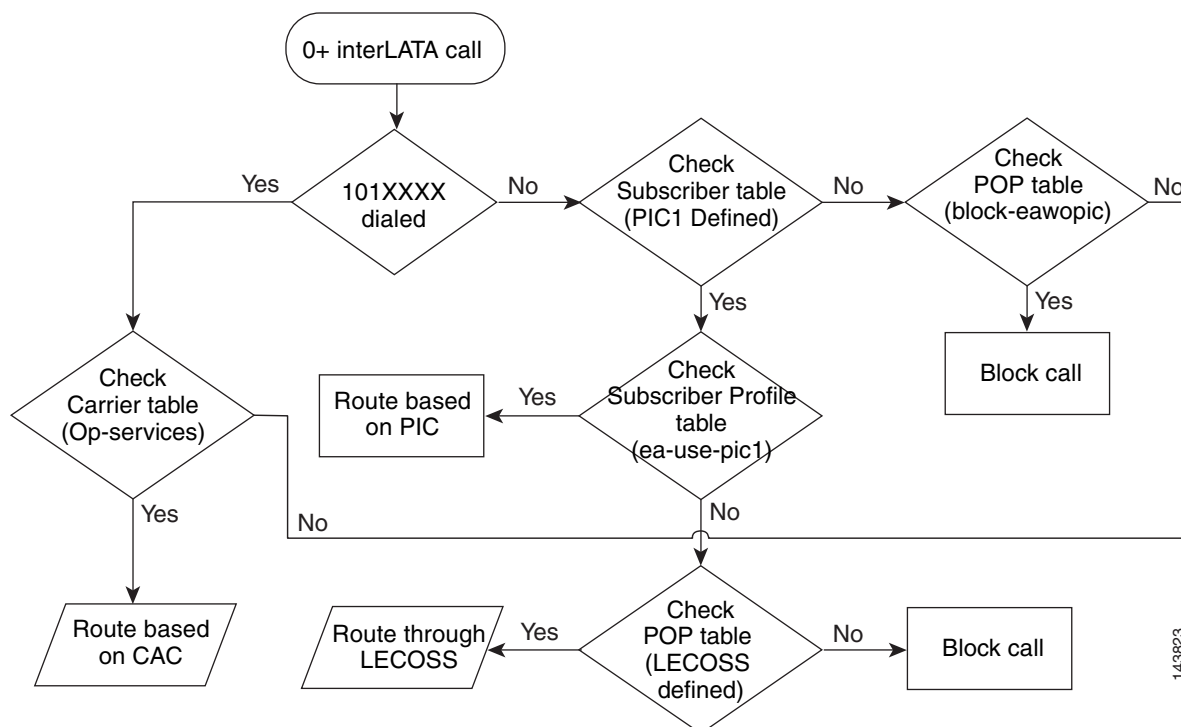 0+ interLATA call
101XXXX
dialed
Yes
No
Check
Subscriber table
(PIC1 Defined)
No
Check
POP table
(block-eawopic)
No
Yes
Yes
Block call
Check
Carrier table
(Op-services)
Route based
on PIC
Yes
Check
Subscriber Profile
table
(ea-use-pic1)
Yes
No
No
Route based
on CAC
Route through
LECOSS
Yes
Check
POP table
(LECOSS
defined)
No
Block call
143823